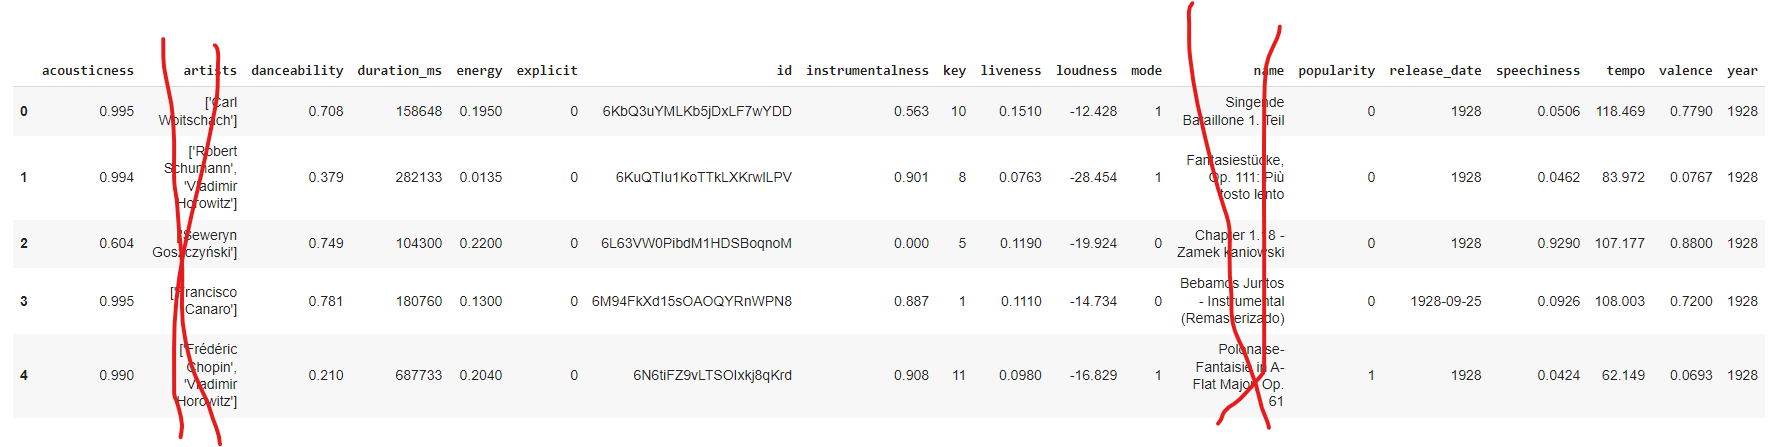 acousticness artists danceability duration_ms energy explicit id instrumentalness key liveness loudness mode name popularity release_date speechiness tempo valence year
0 0.995 ['Carl Woitschach'] 0.708 158648 0.1950 0 6KbQ3uYMLKb5jDxLF7wYDD 0.563 10 0.1510 -12.428 1 Singende Bataillone 1. Teil 0 1928 0.0506 118.469 0.7790 1928
1 0.994 ['Robert Schumann', 'Vladimir Horowitz'] 0.379 282133 0.0135 0 6KuQTIu1KoTTkLXKrwlLPV 0.901 8 0.0763 -28.454 1 Fantasiestücke, Op. 111: Più tosto lento 0 1928 0.0462 83.972 0.0767 1928
2 0.604 ['Seweryn Goszczyński'] 0.749 104300 0.2200 0 6L63VW0PibdM1HDSBoqnoM 0.000 5 0.1190 -19.924 0 Chapter 1.18 - Zamek kaniowski 0 1928 0.9290 107.177 0.8800 1928
3 0.995 ['Francisco Canaro'] 0.781 180760 0.1300 0 6M94FkXd15sOAOQYRnWPN8 0.887 1 0.1110 -14.734 0 Bebamos Juntos - Instrumental (Remasterizado) 0 1928-09-25 0.0926 108.003 0.7200 1928
4 0.990 ['Frédéric Chopin', 'Vladimir Horowitz'] 0.210 687733 0.2040 0 6N6tiFZ9vLTSOIxkj8qKrd 0.908 11 0.0980 -16.829 1 Polonaise-Fantaisie in A-Flat Major, Op. 61 1 1928 0.0424 62.149 0.0693 1928